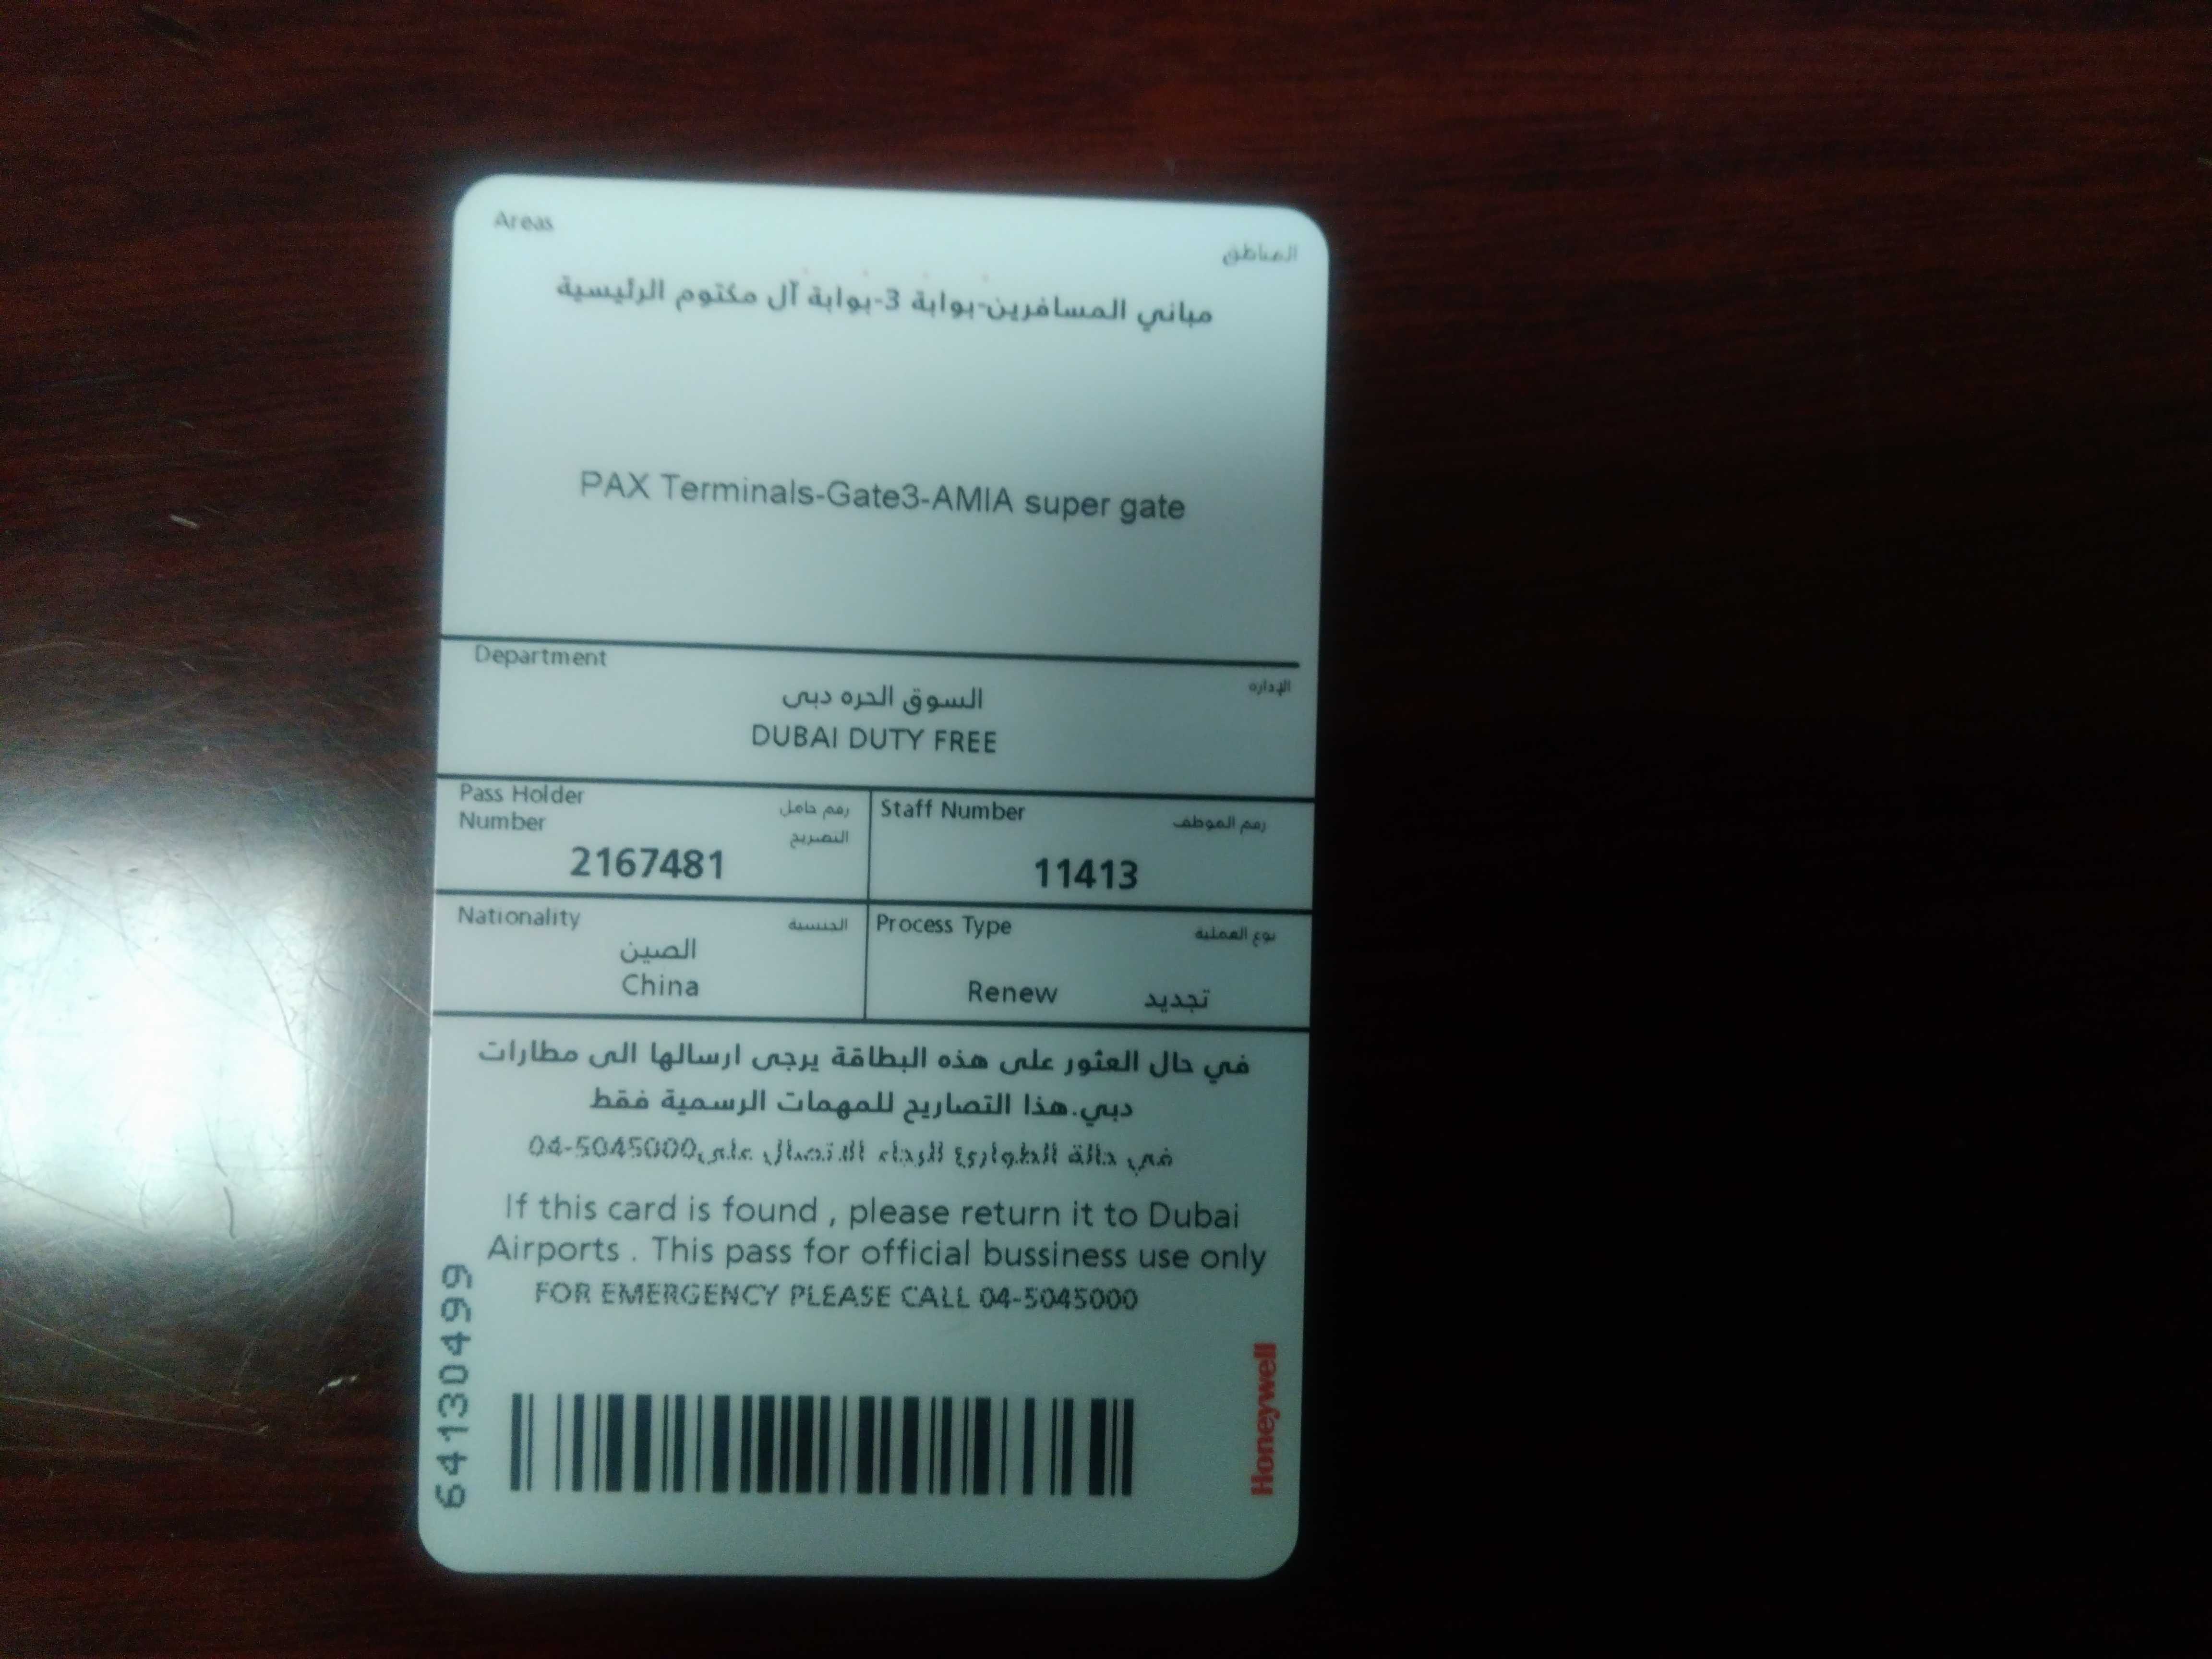 Areas
المناطق
مباني المسافرين-بوابة 3-بوابة آل مكتوم الرئيسية
PAX Terminals-Gate3-AMIA super gate
Department
الإداره
السوق الحره دبى
DUBAI DUTY FREE
Pass Holder Number
رقم حامل التصريح
2167481
Staff Number
رقم الموظف
11413
Nationality
الجنسية
الصين
China
Process Type
نوع العملية
Renew تجديد
في حال العثور على هذه البطاقة يرجى ارسالها الى مطارات
دبي.هذا التصاريح للمهمات الرسمية فقط
في حالة الطوارئ الرجاء الاتصال على04-5045000
If this card is found , please return it to Dubai
Airports . This pass for official bussiness use only
FOR EMERGENCY PLEASE CALL 04-5045000
64130499
Honeywell